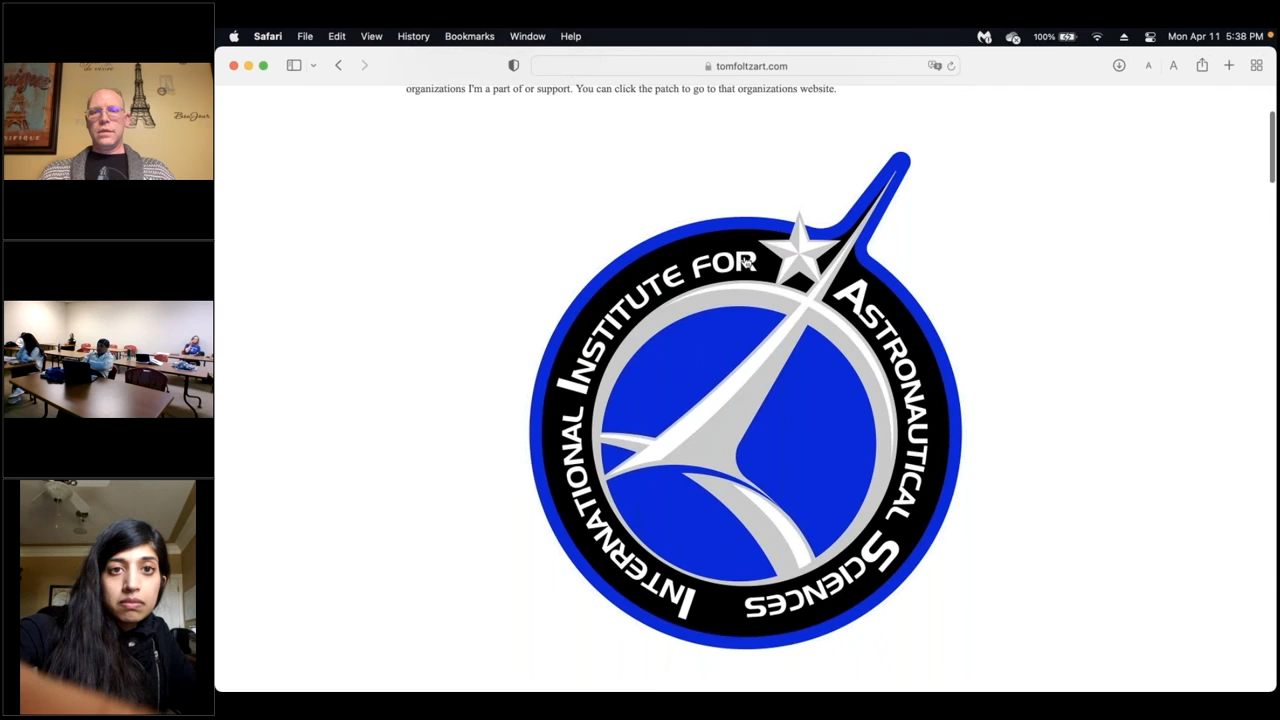 Safari File Edit View History Bookmarks Window Help 100% Mon Apr 11 5:38 PM
tomfoltzart.com
A A
organizations I'm a part of or support. You can click the patch to go to that organizations website.
INTERNATIONAL INSTITUTE FOR ASTRONAUTICAL SCIENCES
BONJOUR